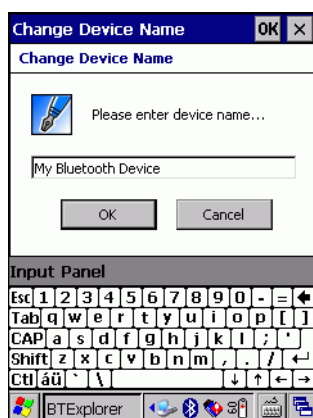 Change Device Name OK ×
Change Device Name
Please enter device name...
My Bluetooth Device
OK Cancel
Input Panel
Esc 1 2 3 4 5 6 7 8 9 0 - = 
Tab q w e r t y u i o p [ ]
CAP a s d f g h j k l ; '
Shift z x c v b n m , . / 
Ctl áü ` \ ↓ ↑ ← →
BTExplorer